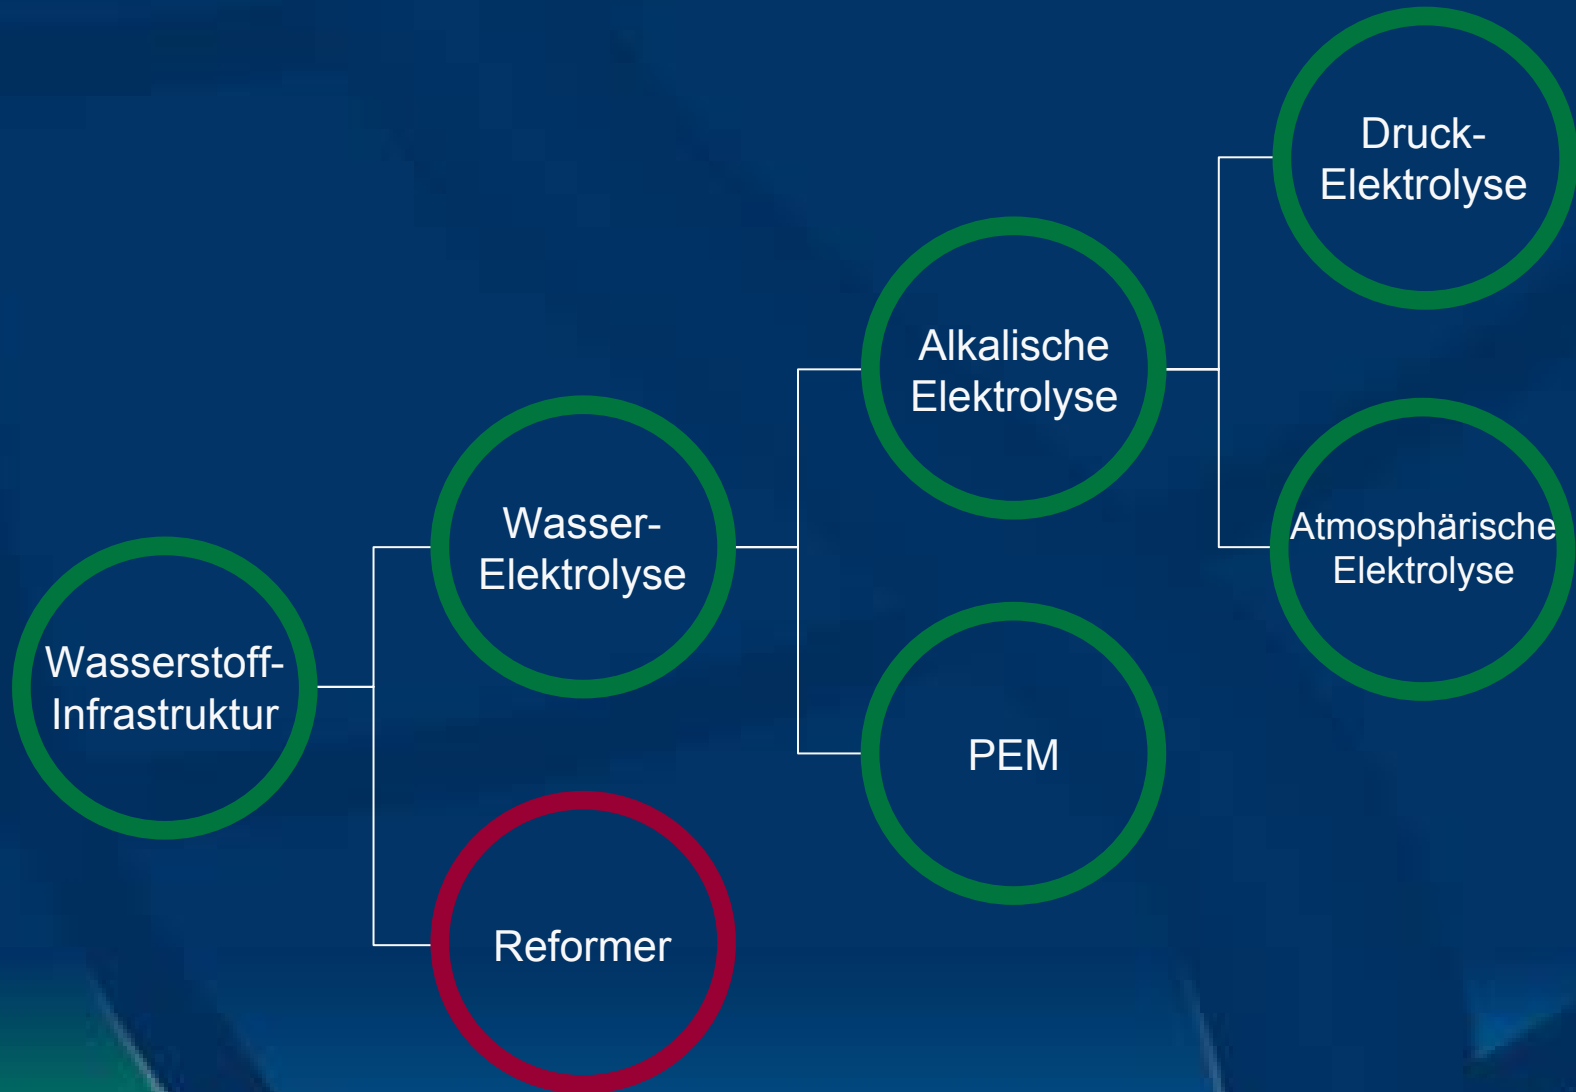 Druck-
Elektrolyse
Alkalische
Elektrolyse
Wasser-
Elektrolyse
Atmosphärische
Elektrolyse
Wasserstoff-
Infrastruktur
PEM
Reformer